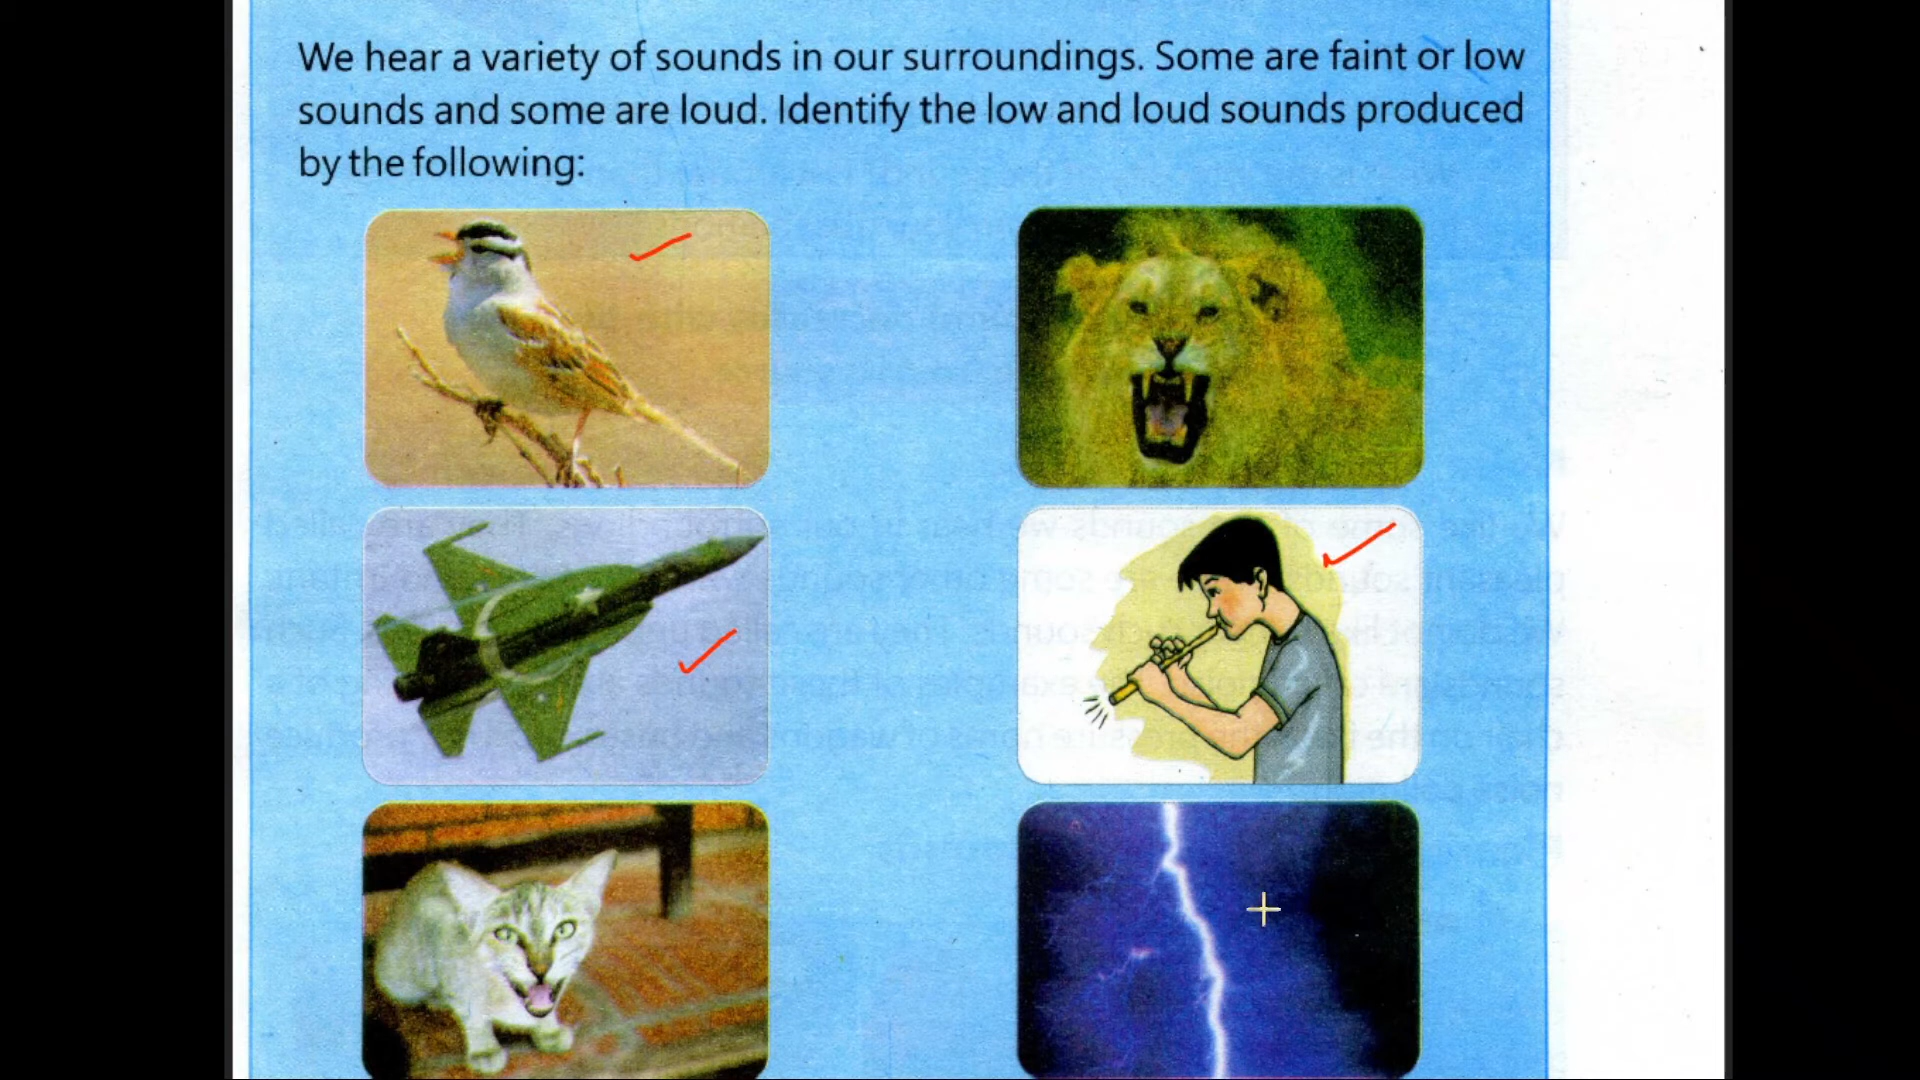 We hear a variety of sounds in our surroundings. Some are faint or low
sounds and some are loud. Identify the low and loud sounds produced
by the following: